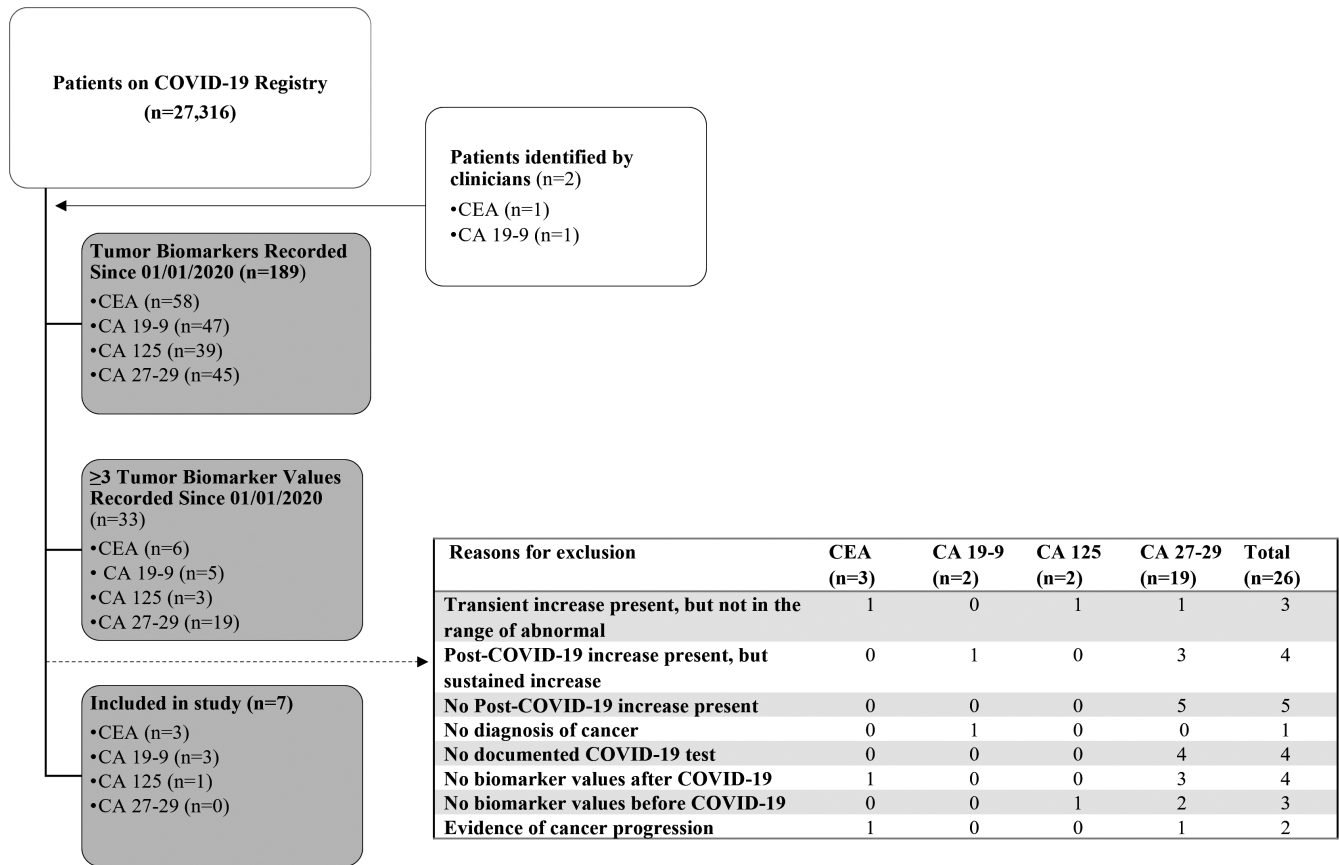 Patients on COVID-19 Registry
(n=27,316)
Patients identified by
clinicians (n=2)
•CEA (n=1)
•CA 19-9 (n=1)
Tumor Biomarkers Recorded
Since 01/01/2020 (n=189)
•CEA (n=58)
•CA 19-9 (n=47)
•CA 125 (n=39)
•CA 27-29 (n=45)
≥3 Tumor Biomarker Values
Recorded Since 01/01/2020
(n=33)
•CEA (n=6)
• CA 19-9 (n=5)
•CA 125 (n=3)
•CA 27-29 (n=19)
Included in study (n=7)
•CEA (n=3)
•CA 19-9 (n=3)
•CA 125 (n=1)
•CA 27-29 (n=0)
Reasons for exclusion CEA CA 19-9 CA 125 CA 27-29 Total
(n=3) (n=2) (n=2) (n=19) (n=26)
Transient increase present, but not in the 1 0 1 1 3
range of abnormal
Post-COVID-19 increase present, but 0 1 0 3 4
sustained increase
No Post-COVID-19 increase present 0 0 0 5 5
No diagnosis of cancer 0 1 0 0 1
No documented COVID-19 test 0 0 0 4 4
No biomarker values after COVID-19 1 0 0 3 4
No biomarker values before COVID-19 0 0 1 2 3
Evidence of cancer progression 1 0 0 1 2